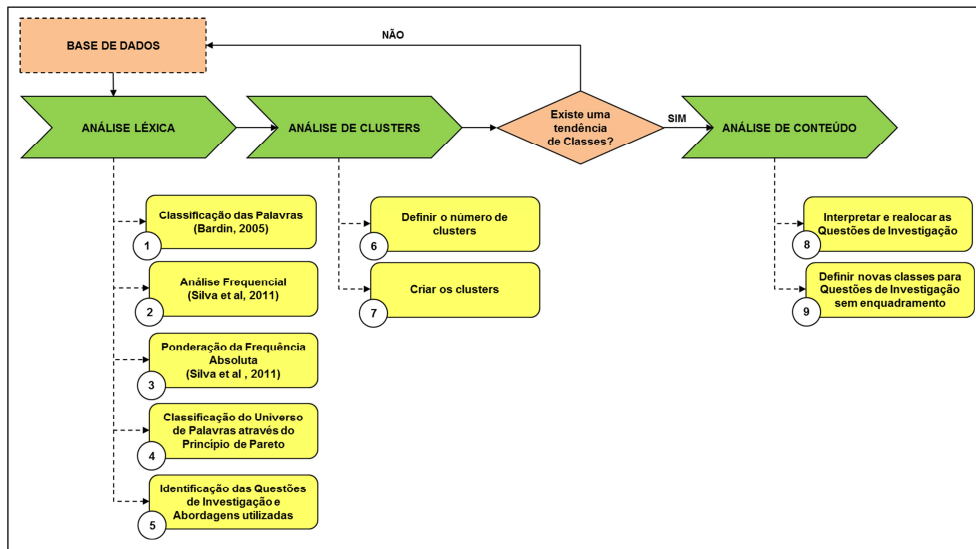 BASE DE DADOS
NÃO
ANÁLISE LÉXICA
ANÁLISE DE CLUSTERS
Existe uma
tendência
de Classes?
SIM
ANÁLISE DE CONTEÚDO
Classificação das Palavras
(Bardin, 2005)
1
Análise Frequencial
(Silva et al, 2011)
2
Ponderação da Frequência
Absoluta
(Silva et al , 2011)
3
Classificação do Universo
de Palavras através do
Princípio de Pareto
4
Identificação das Questões
de Investigação e
Abordagens utilizadas
5
Definir o número de
clusters
6
Criar os clusters
7
Interpretar e realocar as
Questões de Investigação
8
Definir novas classes para
Questões de Investigação
sem enquadramento
9